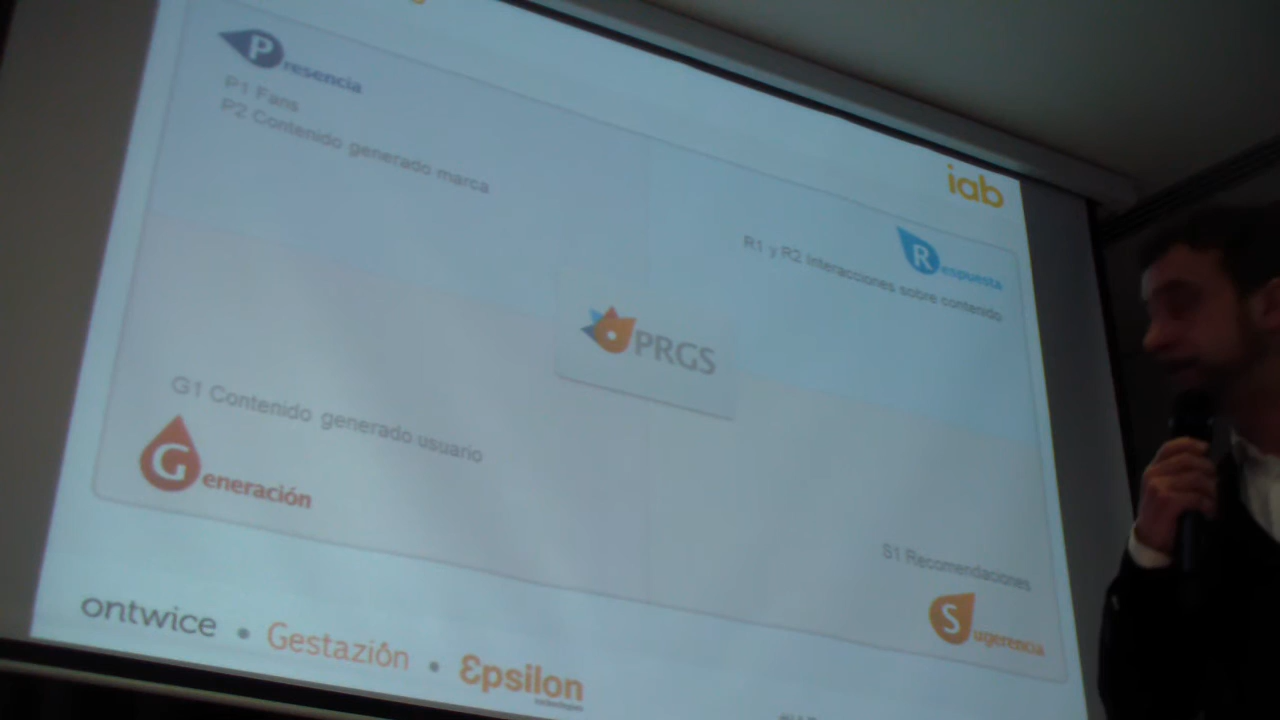 Presencia
P1 Fans
P2 Contenido generado marca
iab
Respuesta
R1 y R2 Interacciones sobre contenido
PRGS
G1 Contenido generado usuario
Generación
S1 Recomendaciones
Sugerencia
ontwice • Gestaziôn • Epsilon